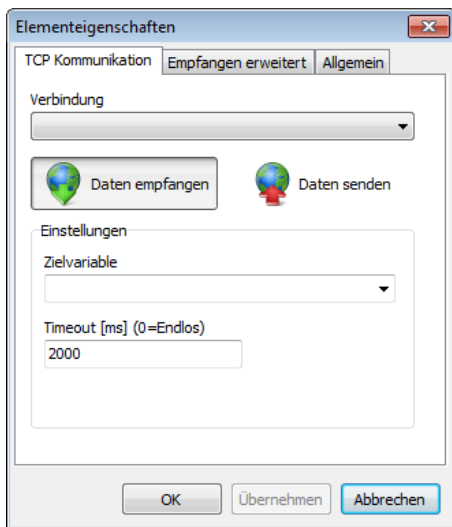 Elementeigenschaften
TCP Kommunikation Empfangen erweitert Allgemein
Verbindung
Daten empfangen Daten senden
Einstellungen
Zielvariable
Timeout [ms] (0=Endlos)
2000
OK Übernehmen Abbrechen